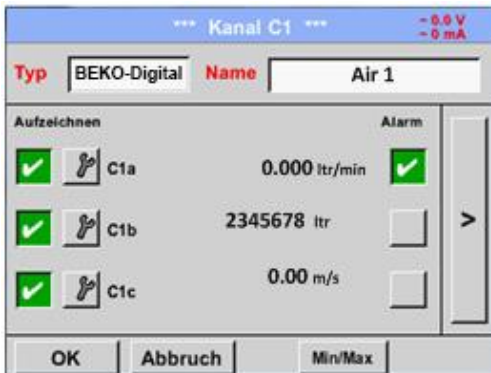 *** Kanal C1 ***
~ 0.0 V
~ 0 mA
Typ BEKO-Digital Name Air 1
Aufzeichnen Alarm
C1a 0.000 ltr/min
C1b 2345678 ltr
C1c 0.00 m/s
>
OK Abbruch Min/Max